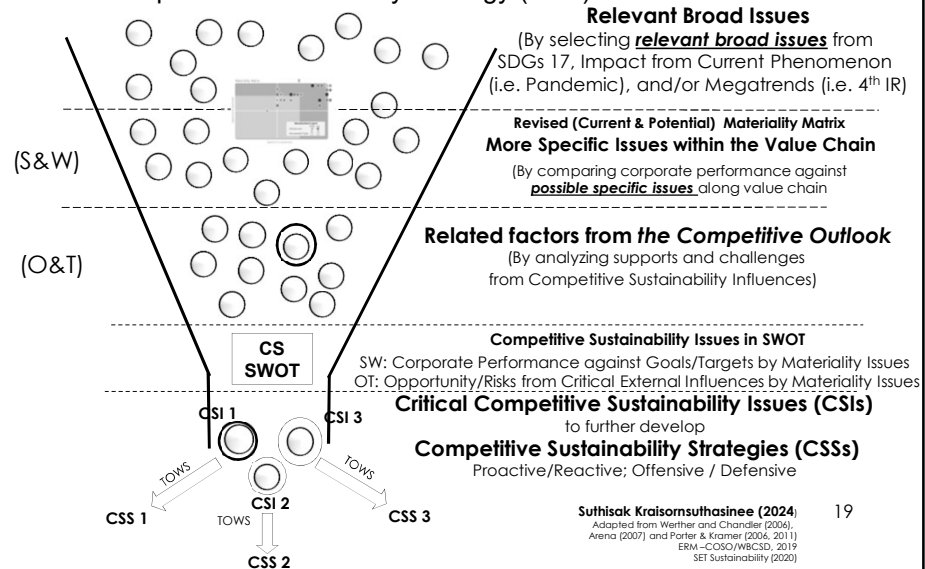 Relevant Broad Issues
(By selecting relevant broad issues from
SDGs 17, Impact from Current Phenomenon
(i.e. Pandemic), and/or Megatrends (i.e. 4th IR)
Revised (Current & Potential) Materiality Matrix
(S&W)
More Specific Issues within the Value Chain
(By comparing corporate performance against
possible specific issues along value chain
Related factors from the Competitive Outlook
(O&T)
(By analyzing supports and challenges
from Competitive Sustainability Influences)
Competitive Sustainability Issues in SWOT
CS
SWOT
SW: Corporate Performance against Goals/Targets by Materiality Issues
OT: Opportunity/Risks from Critical External Influences by Materiality Issues
Critical Competitive Sustainability Issues (CSIs)
CSI 1
CSI 3
to further develop
Competitive Sustainability Strategies (CSSs)
Proactive/Reactive; Offensive / Defensive
TOWS
TOWS
CSI 2
CSS 1
TOWS
CSS 3
CSS 2
Suthisak Kraisornsuthasinee (2024)
19
Adapted from Werther and Chandler (2006),
Arena (2007) and Porter & Kramer (2006, 2011)
ERM –COSO/WBCSD, 2019
SET Sustainability (2020)